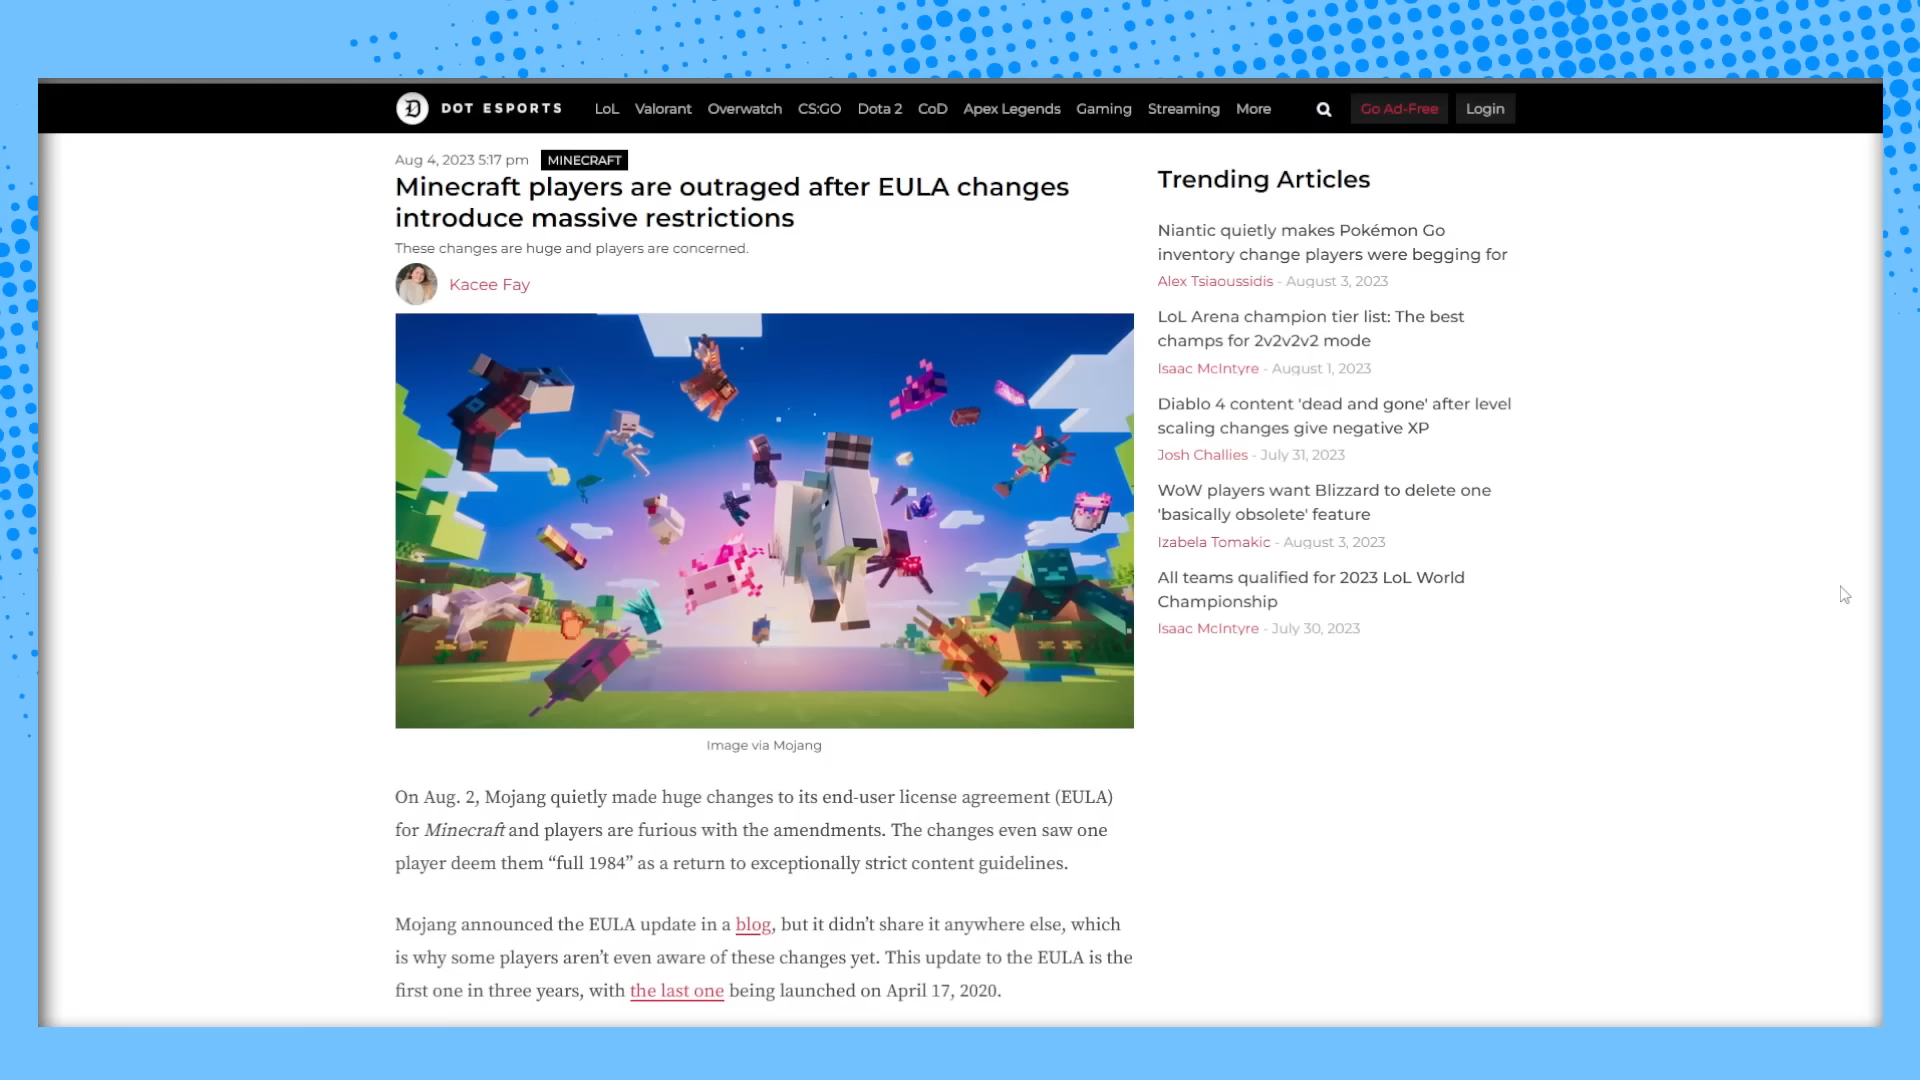 DOT ESPORTS
LoL Valorant Overwatch CS:GO Dota 2 CoD Apex Legends Gaming Streaming More
Go Ad-Free
Login
Aug 4, 2023 5:17 pm
MINECRAFT
Minecraft players are outraged after EULA changes
introduce massive restrictions
These changes are huge and players are concerned.
Kacee Fay
Image via Mojang
On Aug. 2, Mojang quietly made huge changes to its end-user license agreement (EULA)
for Minecraft and players are furious with the amendments. The changes even saw one
player deem them “full 1984” as a return to exceptionally strict content guidelines.
Mojang announced the EULA update in a blog, but it didn’t share it anywhere else, which
is why some players aren’t even aware of these changes yet. This update to the EULA is the
first one in three years, with the last one being launched on April 17, 2020.
Trending Articles
Niantic quietly makes Pokémon Go
inventory change players were begging for
Alex Tsiaoussidis - August 3, 2023
LoL Arena champion tier list: The best
champs for 2v2v2v2 mode
Isaac McIntyre - August 1, 2023
Diablo 4 content 'dead and gone' after level
scaling changes give negative XP
Josh Challies - July 31, 2023
WoW players want Blizzard to delete one
'basically obsolete' feature
Izabela Tomakic - August 3, 2023
All teams qualified for 2023 LoL World
Championship
Isaac McIntyre - July 30, 2023